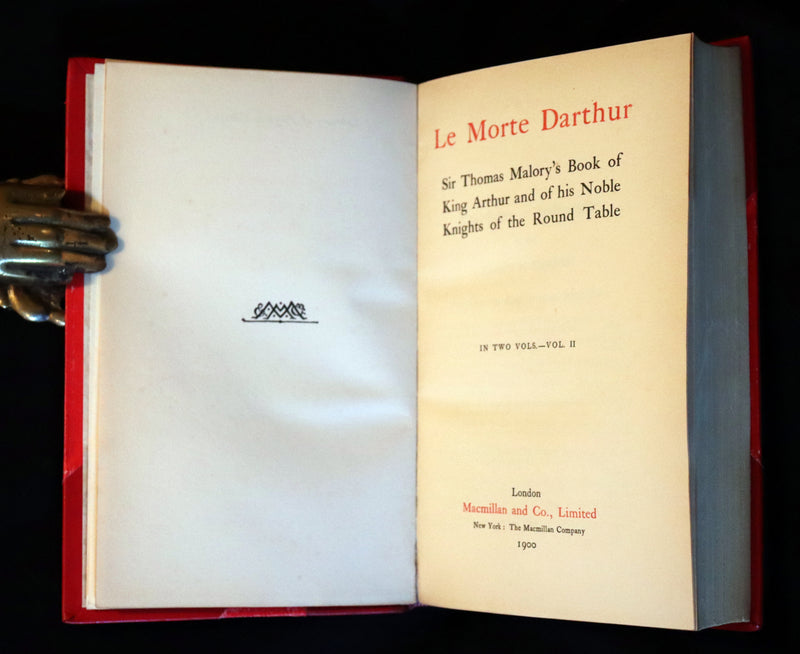 Le Morte Darthur
Sir Thomas Malory's Book of
King Arthur and of his Noble
Knights of the Round Table
IN TWO VOLS.—VOL. II
London
Macmillan and Co., Limited
New York: The Macmillan Company
1900